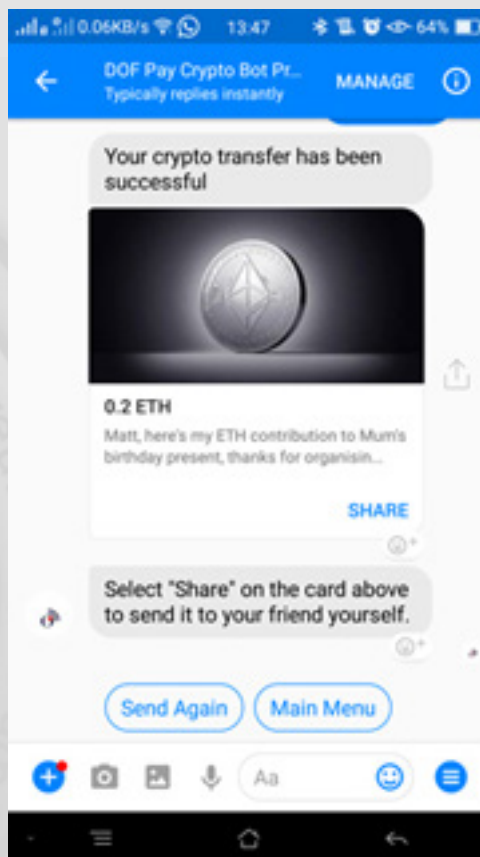 0.06KB/s 13:47 64%
DOF Pay Crypto Bot Pr...
Typically replies instantly
MANAGE
Your crypto transfer has been
successful
0.2 ETH
Matt, here's my ETH contribution to Mum's
birthday present, thanks for organisin...
SHARE
Select "Share" on the card above
to send it to your friend yourself.
Send Again
Main Menu
Aa